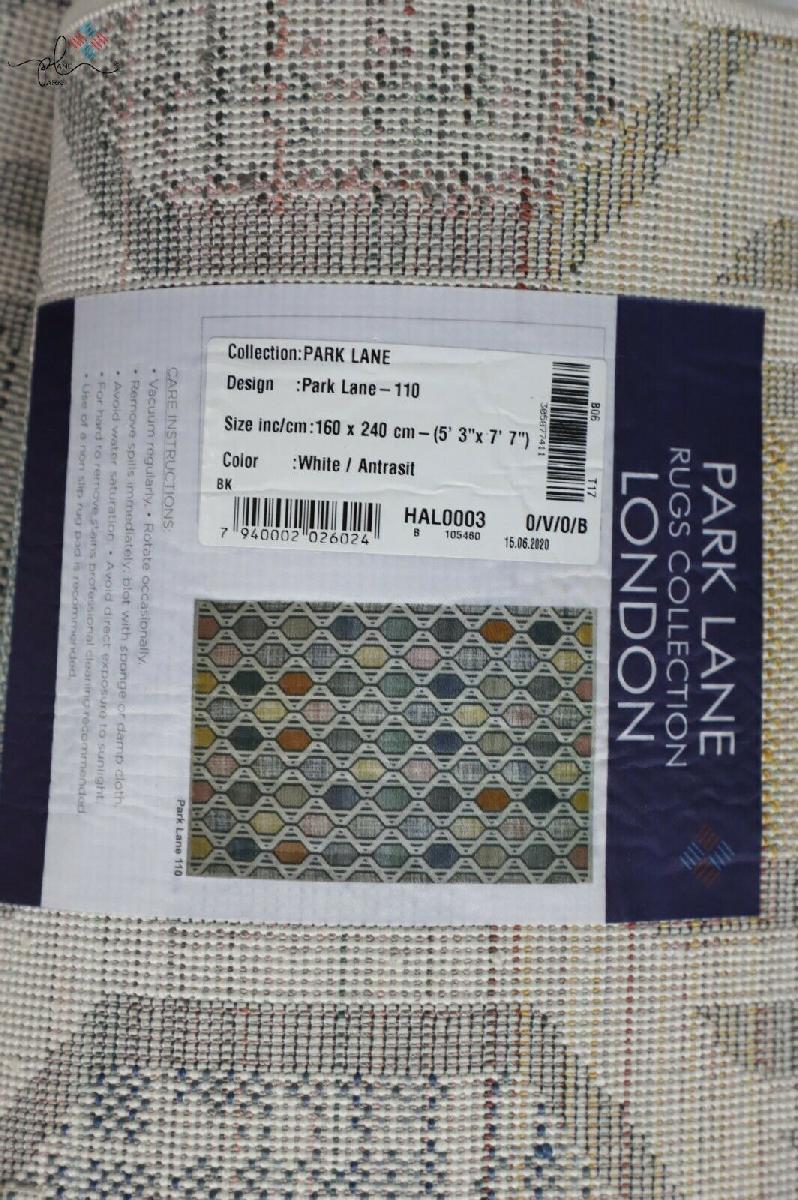 Collection:PARK LANE
Design :Park Lane-110
Size inc/cm:160 x 240 cm-(5' 3"x 7' 7")
Color :White / Antrasit
BK
7 940002 026024
HAL0003
B 105460
0/V/0/B
15.06.2020
B06
T17
305877411
PARK LANE
RUGS COLLECTION
LONDON
CARE INSTRUCTIONS:
• Vacuum regularly. • Rotate occasionally.
• Remove spills immediately; blot with sponge or damp cloth.
• Avoid water saturation. • Avoid direct exposure to sunlight.
• For hard to remove stains professional cleaning recommended.
• Use of a non slip rug pad is recommended.
Park Lane 110